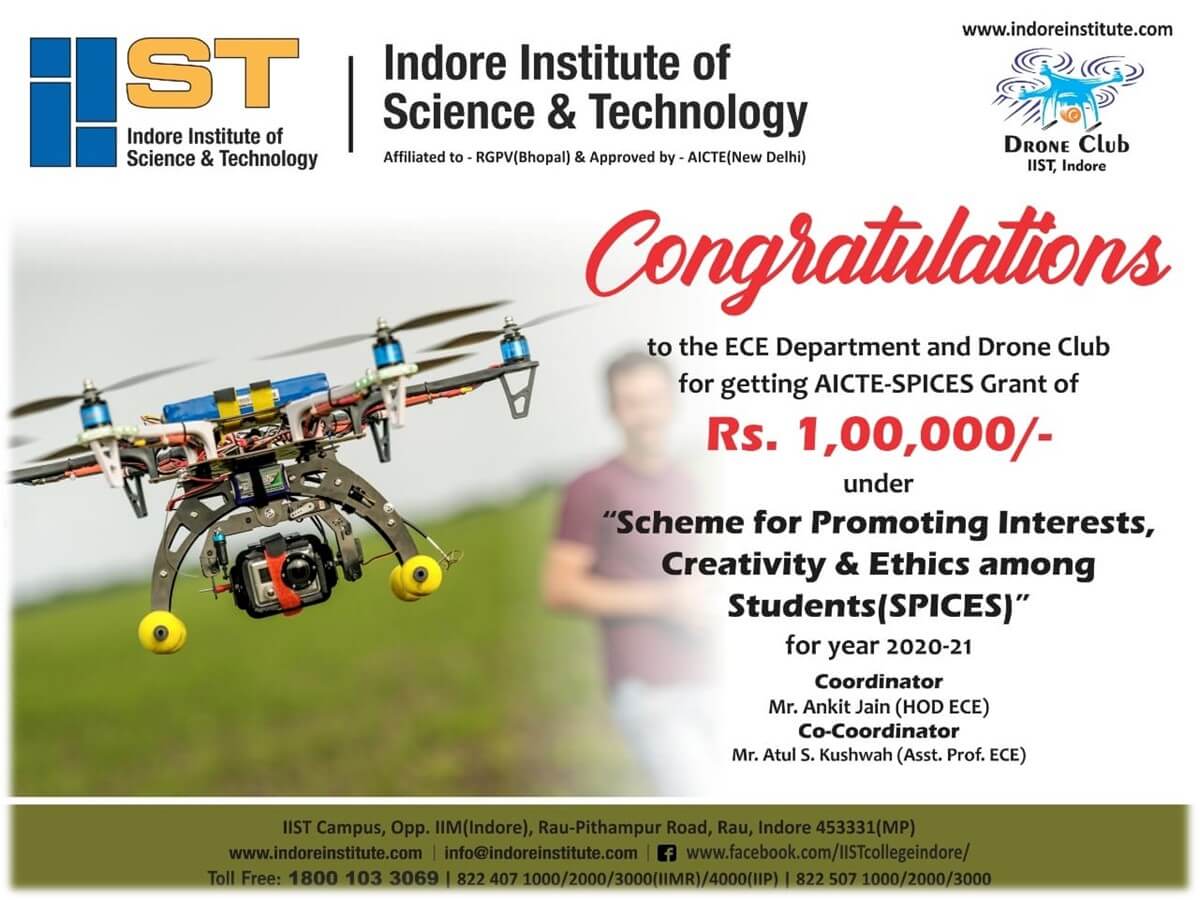 www.indoreinstitute.com
IIST
Indore Institute of
Science & Technology
Indore Institute of
Science & Technology
Affiliated to - RGPV(Bhopal) & Approved by - AICTE(New Delhi)
DRONE CLUB
IIST, Indore
Congratulations
to the ECE Department and Drone Club
for getting AICTE-SPICES Grant of
Rs. 1,00,000/-
under
“Scheme for Promoting Interests,
Creativity & Ethics among
Students(SPICES)”
for year 2020-21
Coordinator
Mr. Ankit Jain (HOD ECE)
Co-Coordinator
Mr. Atul S. Kushwah (Asst. Prof. ECE)
IIST Campus, Opp. IIM(Indore), Rau-Pithampur Road, Rau, Indore 453331(MP)
www.indoreinstitute.com | info@indoreinstitute.com | www.facebook.com/IISTcollegeindore/
Toll Free: 1800 103 3069 | 822 407 1000/2000/3000(IIMR)/4000(IIP) | 822 507 1000/2000/3000